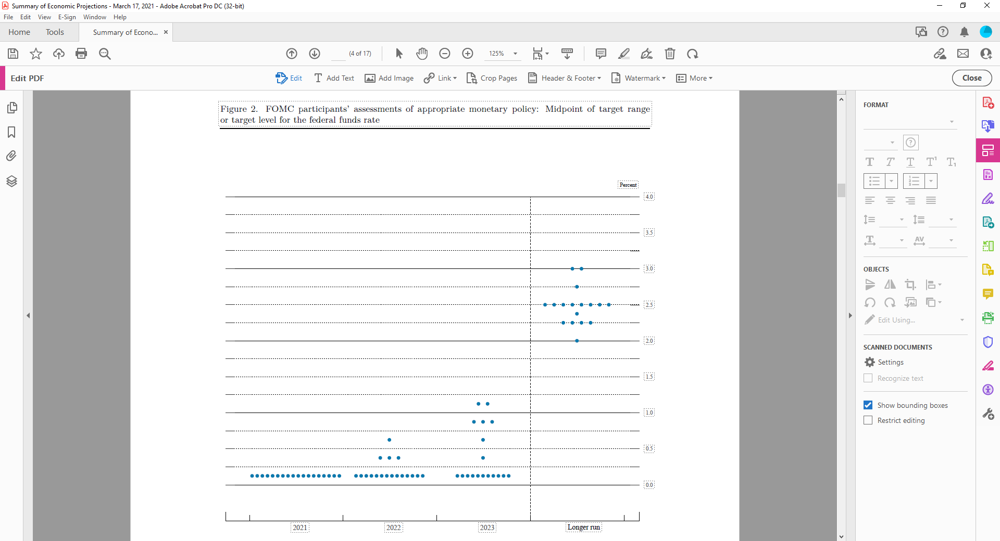 Summary of Economic Projections - March 17, 2021 - Adobe Acrobat Pro DC (32-bit)
File Edit View E-Sign Window Help
Home Tools Summary of Econo... ×
(4 of 17) 125%
Edit PDF Edit Add Text Add Image Link Crop Pages Header & Footer Watermark More Close
Figure 2. FOMC participants’ assessments of appropriate monetary policy: Midpoint of target range
or target level for the federal funds rate
Percent
4.0
3.5
3.0
2.5
2.0
1.5
1.0
0.5
0.0
2021 2022 2023 Longer run
FORMAT
OBJECTS
Edit Using...
SCANNED DOCUMENTS
Settings
Recognize text
Show bounding boxes
Restrict editing